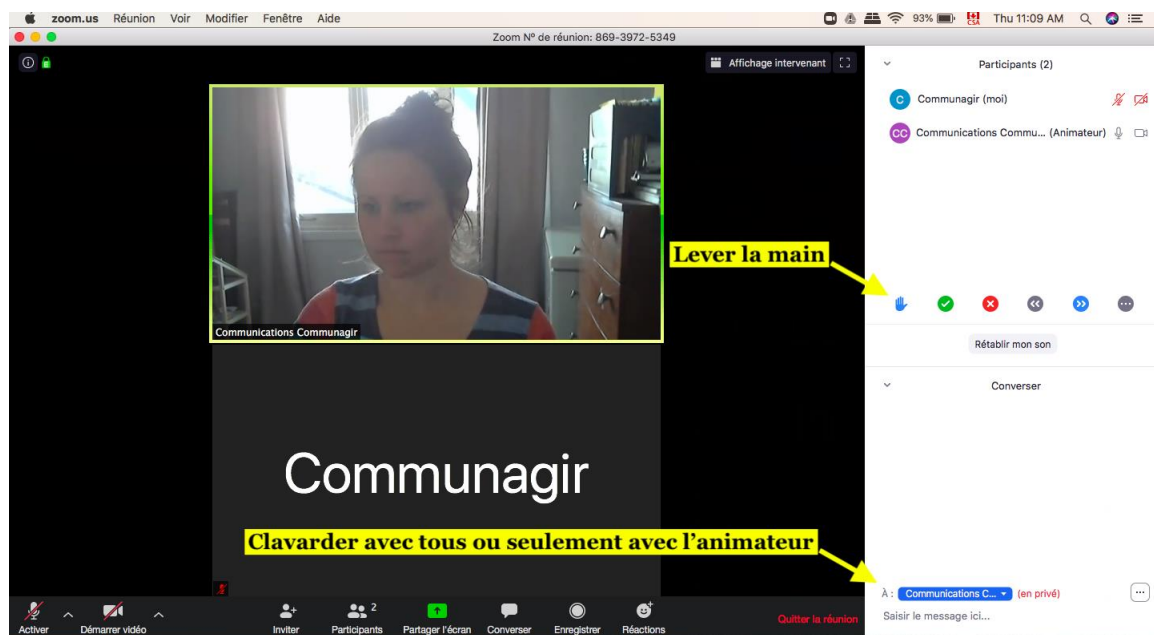 zoom.us Réunion Voir Modifier Fenêtre Aide 93% CSA Thu 11:09 AM
Zoom Nº de réunion: 869-3972-5349
Affichage intervenant
Participants (2)
C Communagir (moi)
CC Communications Commu... (Animateur)
Lever la main
Communications Communagir
Rétablir mon son
Converser
Communagir
Clavarder avec tous ou seulement avec l’animateur
À : Communications C... (en privé)
Saisir le message ici...
Activer Démarrer vidéo Inviter Participants 2 Partager l'écran Converser Enregistrer Réactions Quitter la réunion